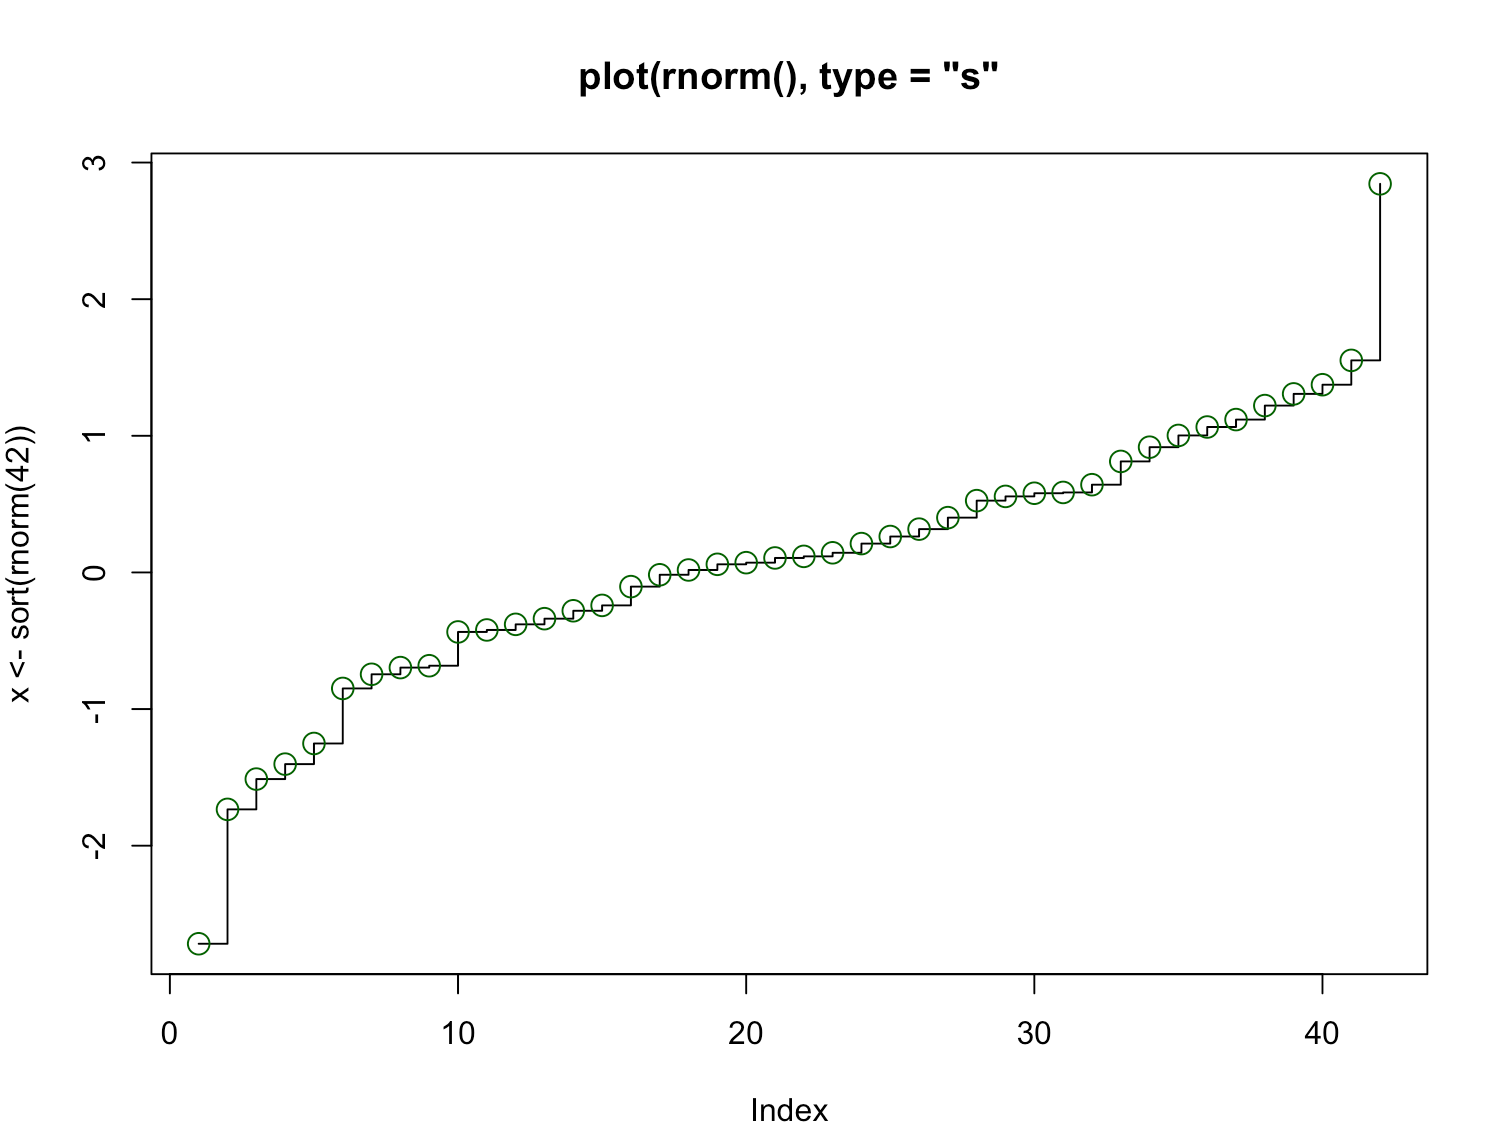 plot(rnorm(), type = "s"
x <- sort(rnorm(42))
3
2
1
0
-1
-2
0 10 20 30 40
Index